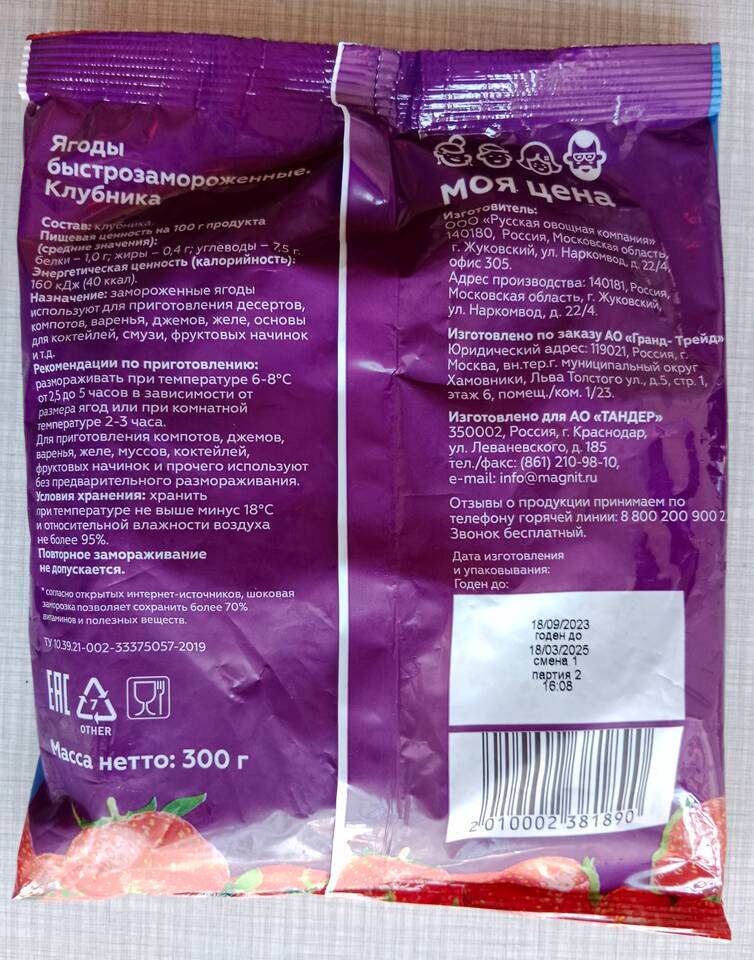 Ягоды
быстрозамороженные.
Клубника
Состав: клубника.
Пищевая ценность на 100 г продукта
(средние значения):
белки – 1,0 г; жиры – 0,4 г; углеводы – 7,5 г.
Энергетическая ценность (калорийность):
160 кДж (40 ккал).
Назначение: замороженные ягоды
используют для приготовления десертов,
компотов, варенья, джемов, желе, основы
для коктейлей, смузи, фруктовых начинок
и т.д.
Рекомендации по приготовлению:
размораживать при температуре 6-8°С
от 2,5 до 5 часов в зависимости от
размера ягод или при комнатной
температуре 2-3 часа.
Для приготовления компотов, джемов,
варенья, желе, муссов, коктейлей,
фруктовых начинок и прочего используют
без предварительного размораживания.
Условия хранения: хранить
при температуре не выше минус 18°С
и относительной влажности воздуха
не более 95%.
Повторное замораживание
не допускается.
* согласно открытых интернет-источников, шоковая
заморозка позволяет сохранить более 70%
витаминов и полезных веществ.
ТУ 10.39.21-002-33375057-2019
EAC
7
OTHER
Масса нетто: 300 г
МОЯ цена
Изготовитель:
ООО «Русская овощная компания»
140180, Россия, Московская область,
г. Жуковский, ул. Наркомвод, д. 22/4,
офис 305.
Адрес производства: 140181, Россия,
Московская область, г. Жуковский,
ул. Наркомвод, д. 22/4.
Изготовлено по заказу АО «Гранд- Трейд»
Юридический адрес: 119021, Россия, г.
Москва, вн.тер.г. муниципальный округ
Хамовники, Льва Толстого ул., д.5, стр. 1,
этаж 6, помещ./ком. 1/23.
Изготовлено для АО «ТАНДЕР»
350002, Россия, г. Краснодар,
ул. Леваневского, д. 185
тел./факс: (861) 210-98-10,
e-mail: info@magnit.ru
Отзывы о продукции принимаем по
телефону горячей линии: 8 800 200 900 2
Звонок бесплатный.
Дата изготовления
и упаковывания:
Годен до:
18/09/2023
годен до
18/03/2025
смена 1
партия 2
16:08
2 010002 381890